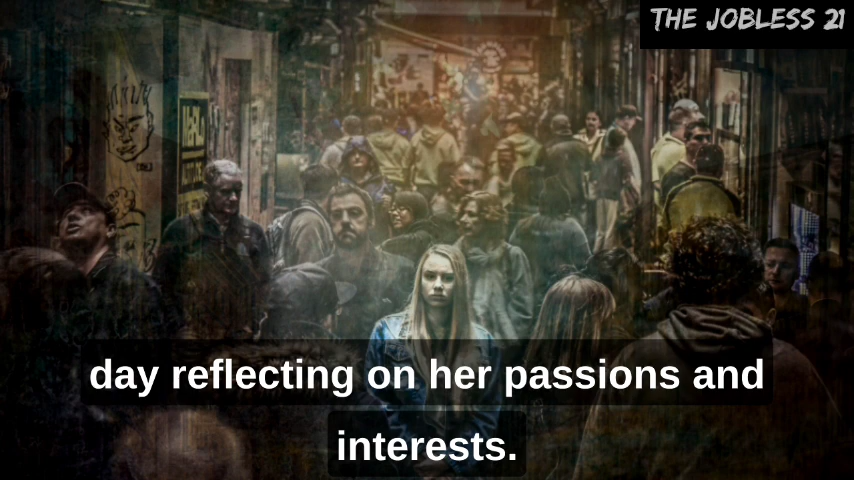 THE JOBLESS 21
day reflecting on her passions and
interests.